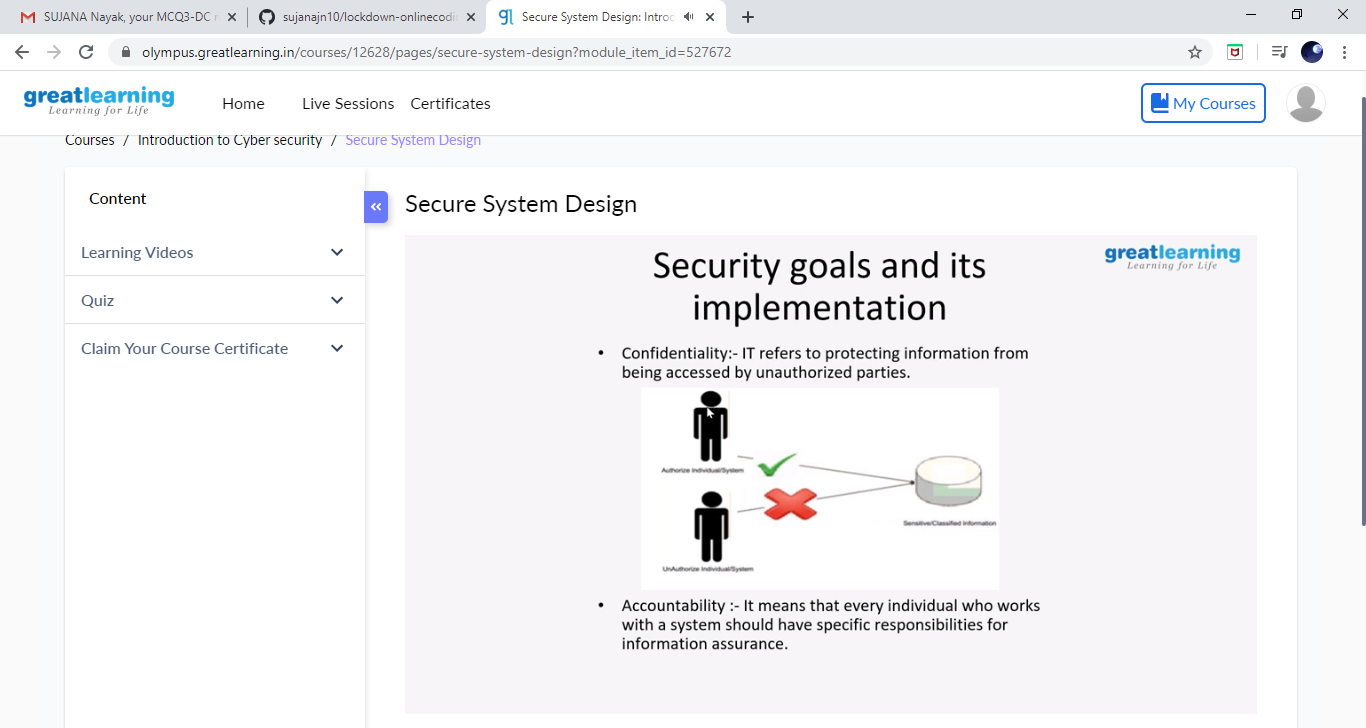 SUJANA Nayak, your MCQ3-DC
sujanajn10/lockdown-onlinecodi
Secure System Design: Introd
olympus.greatlearning.in/courses/12628/pages/secure-system-design?module_item_id=527672
greatlearning
Learning for Life
Home
Live Sessions
Certificates
My Courses
Courses / Introduction to Cyber security / Secure System Design
Content
Learning Videos
Quiz
Claim Your Course Certificate
Secure System Design
greatlearning
Learning for Life
Security goals and its
implementation
• Confidentiality:- IT refers to protecting information from
being accessed by unauthorized parties.
Authorize Individual/System
Sensitive/Classified Information
UnAuthorize Individual/System
• Accountability :- It means that every individual who works
with a system should have specific responsibilities for
information assurance.